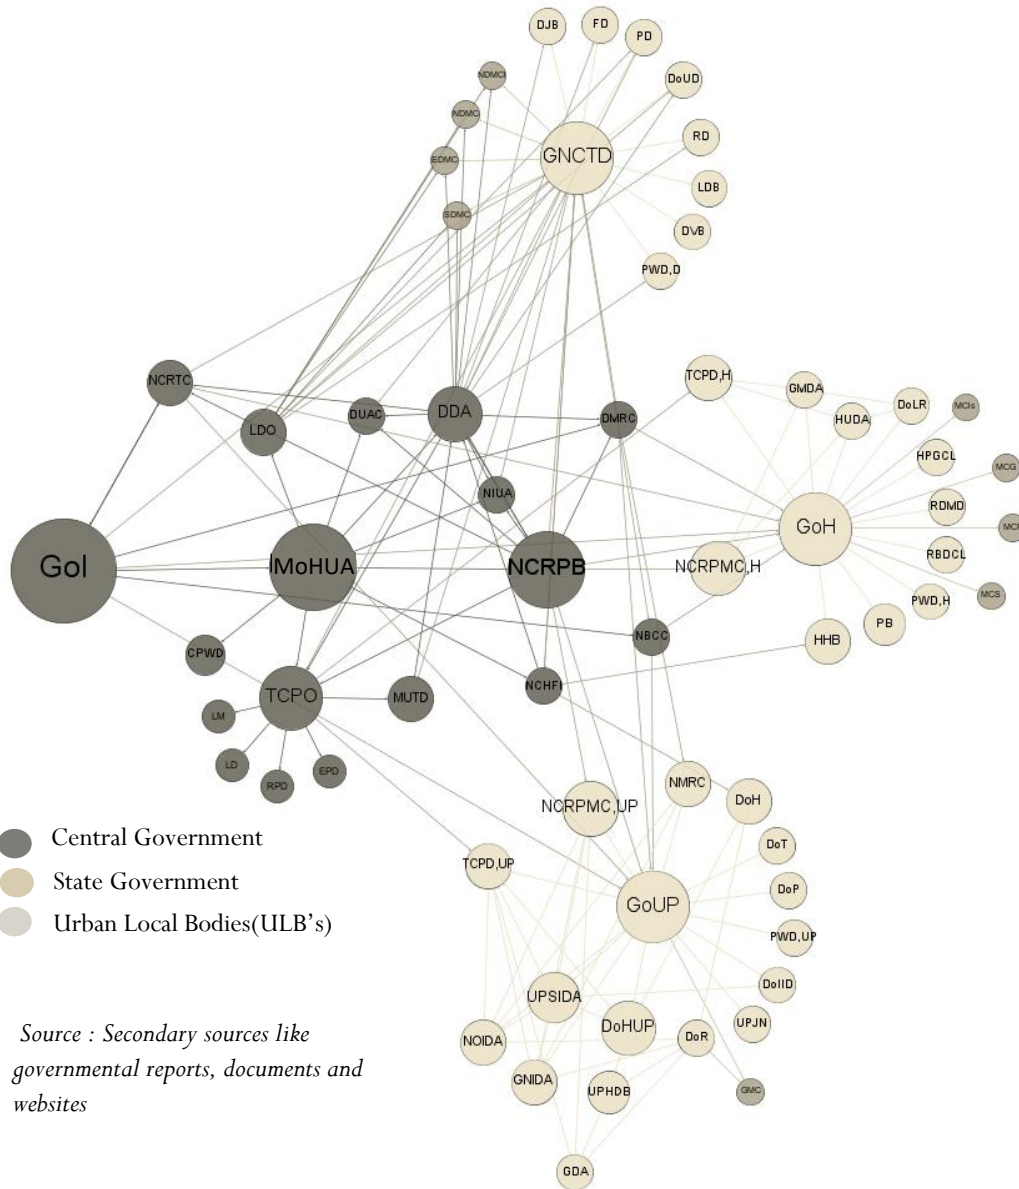 DJB
FD
PD
NDMCl
DoUD
NDMC
RD
GNCTD
EDMC
LDB
SDMC
DVB
PWD,D
NCRTC
TCPD,H
GMDA
DoLR
MCIs
DUAC
DDA
DMRC
HUDA
LDO
HPGCL
MCG
NIUA
RDMD
GoH
GoI
MoHUA
NCRPB
NCRPMC,H
RBDCL
MCS
PWD,H
PB
NBCC
HHB
CPWD
NCHFI
TCPO
MUTD
LM
LD
RPD
EPD
NMRC
NCRPMC,UP
DoH
Central Government
DoT
TCPD,UP
State Government
DoP
GoUP
Urban Local Bodies(ULB's)
PWD,UP
DoIID
UPSIDA
UPJN
DoHUP
Source : Secondary sources like
NOIDA
DoR
governmental reports, documents and
GNIDA
UPHDB
GMC
websites
GDA